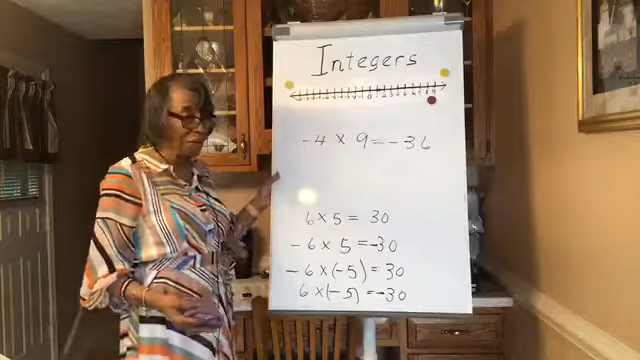 Integers
-4 x 9=-36
6 x 5 = 30
-6 x 5 =-30
-6 x (-5) = 30
6 x (-5) =-30